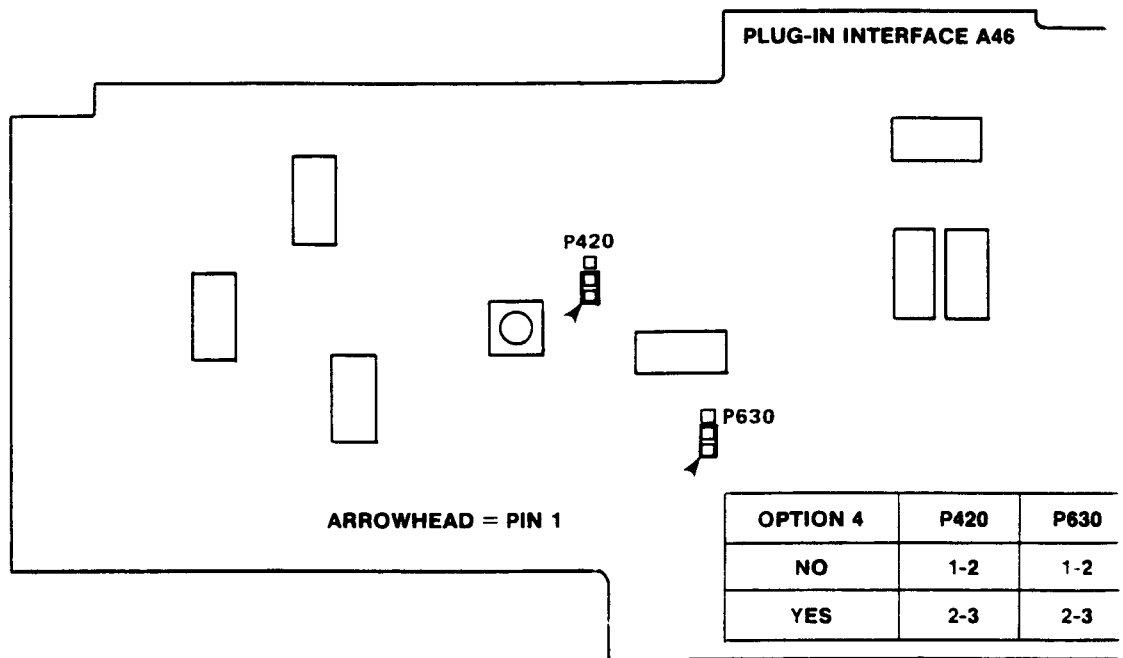 PLUG-IN INTERFACE A46
P420
P630
ARROWHEAD = PIN 1
OPTION 4 P420 P630
NO 1-2 1-2
YES 2-3 2-3